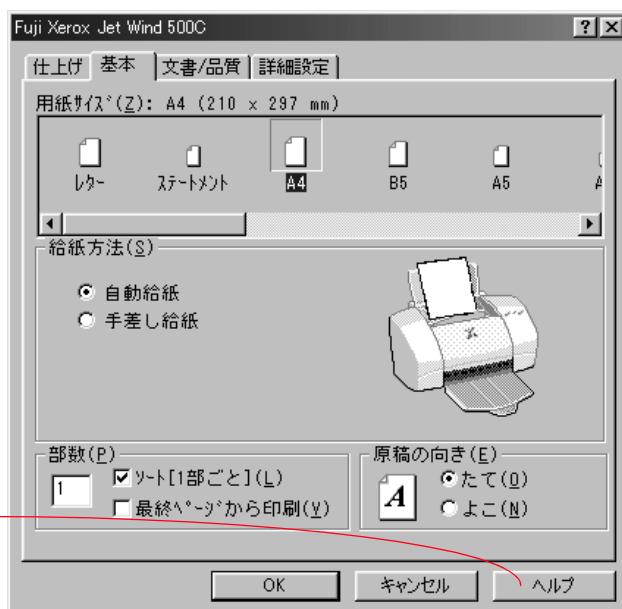 Fuji Xerox Jet Wind 500C
仕上げ 基本 文書/品質 詳細設定
用紙ｻｲｽﾞ(Z): A4 (210 x 297 mm)
ﾚﾀｰ ｽﾃｰﾄﾒﾝﾄ A4 B5 A5
給紙方法(S)
自動給紙
手差し給紙
部数(P)
1
ｿｰﾄ[1部ごと](L)
最終ﾍﾟｰｼﾞから印刷(V)
原稿の向き(E)
A
たて(O)
よこ(N)
OK キャンセル ヘルプ